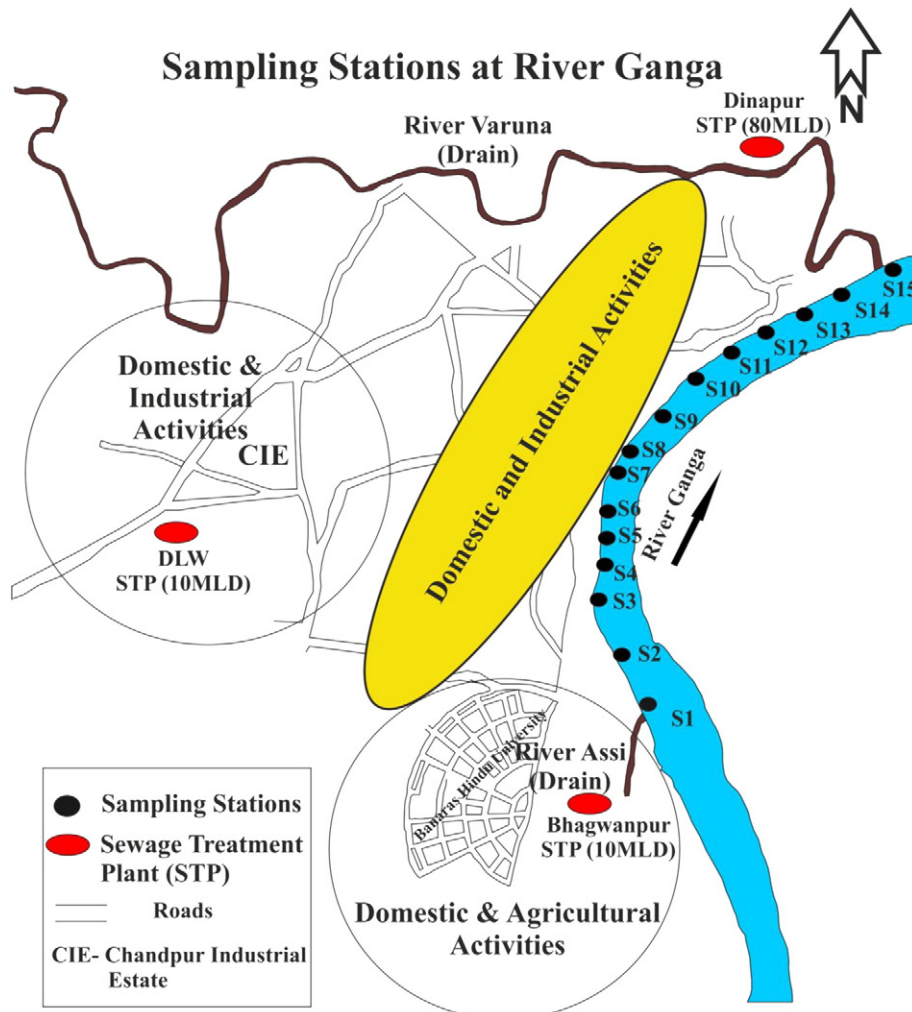 Sampling Stations at River Ganga
N
Dinapur
STP (80MLD)
River Varuna
(Drain)
Domestic and Industrial Activities
S15
S14
S13
S12
S11
S10
S9
S8
S7
S6
S5
S4
S3
S2
S1
River Ganga
Domestic &
Industrial
Activities
CIE
DLW
STP (10MLD)
Banaras Hindu University
River Assi
(Drain)
Bhagwanpur
STP (10MLD)
Domestic & Agricultural
Activities
Sampling Stations
Sewage Treatment
Plant (STP)
Roads
CIE- Chandpur Industrial
Estate